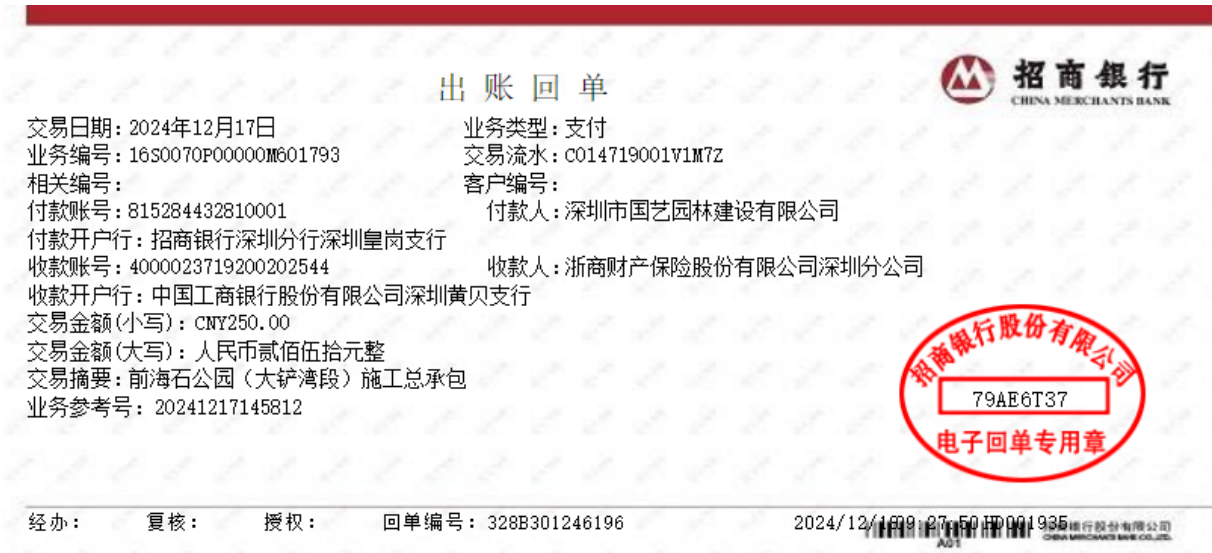 出账回单
招商银行
CHINA MERCHANTS BANK
交易日期：2024年12月17日 业务类型：支付
业务编号：16S0070P00000M601793 交易流水：C014719001V1M7Z
相关编号： 客户编号：
付款账号：815284432810001 付款人：深圳市国艺园林建设有限公司
付款开户行：招商银行深圳分行深圳皇岗支行
收款账号：4000023719200202544 收款人：浙商财产保险股份有限公司深圳分公司
收款开户行：中国工商银行股份有限公司深圳黄贝支行
交易金额(小写)：CNY250.00
交易金额(大写)：人民币贰佰伍拾元整
交易摘要：前海石公园（大铲湾段）施工总承包
业务参考号：20241217145812
招商银行股份有限公司
79AE6T37
电子回单专用章
经办： 复核： 授权： 回单编号：328B301246196 2024/12/
A01